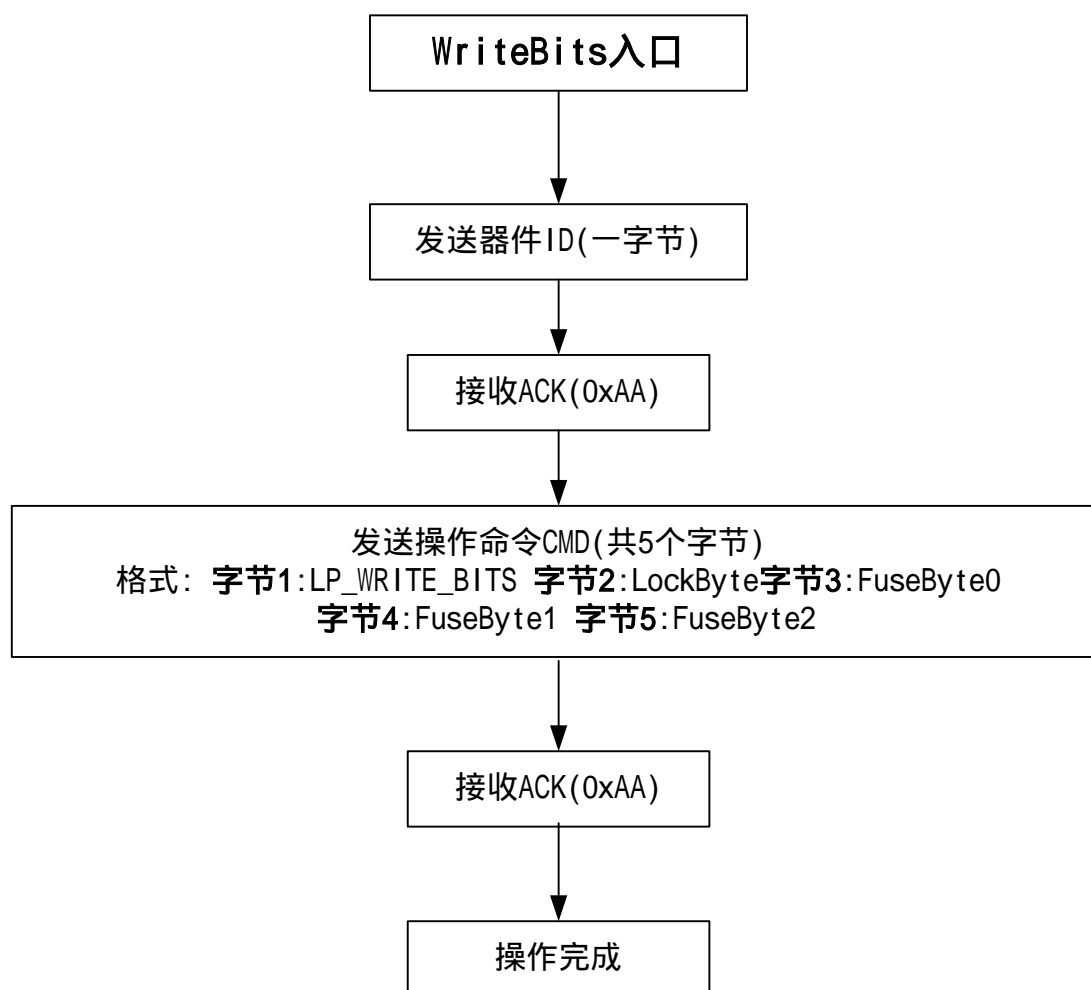 WriteBits入口
发送器件ID(一字节)
接收ACK(0xAA)
发送操作命令CMD(共5个字节)
格式: 字节1:LP_WRITE_BITS 字节2:LockByte字节3:FuseByte0
字节4:FuseByte1 字节5:FuseByte2
接收ACK(0xAA)
操作完成